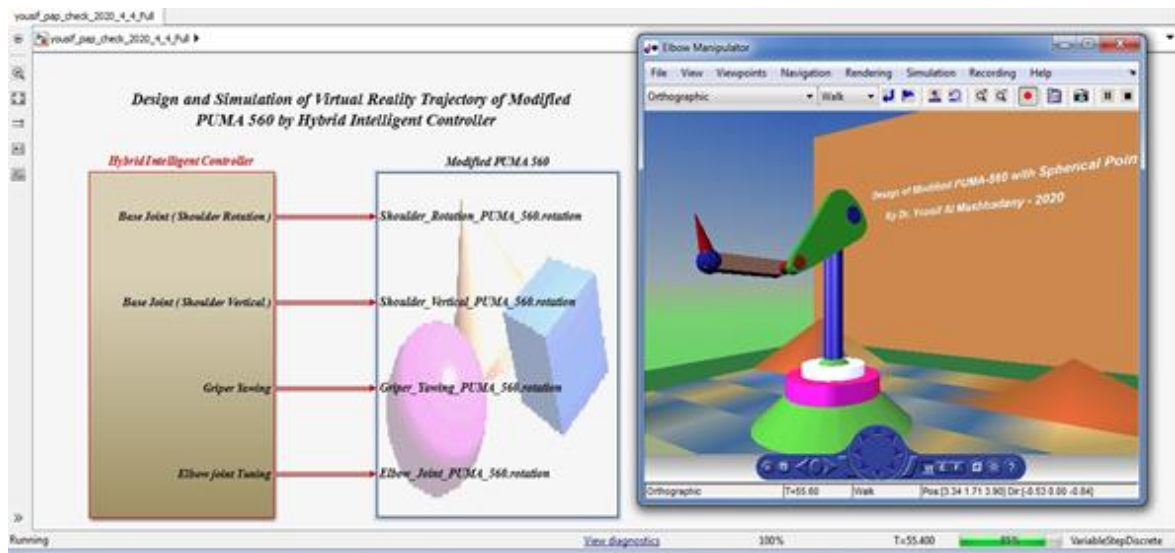 yousif_pap_check_2020_4_4_Full
yousif_pap_check_2020_4_4_Full
Design and Simulation of Virtual Reality Trajectory of Modified
PUMA 560 by Hybrid Intelligent Controller
Hybrid Intelligent Controller
Modified PUMA 560
Base Joint ( Shoulder Rotation )
Shoulder_Rotation_PUMA_560.rotation
Base Joint ( Shoulder Vertical )
Shoulder_Vertical_PUMA_560.rotation
Griper Yawing
Griper_Yawing_PUMA_560.rotation
Elbow joint Tuning
Elbow_Joint_PUMA_560.rotation
Elbow Manipulator
File View Viewpoints Navigation Rendering Simulation Recording Help
Orthographic Walk
Design of Modified PUMA-560 with Spherical Poin
By Dr. Yousif Al Mashhadany - 2020
Orthographic T=55.60 Walk Pos:[3.34 1.71 3.90] Dir:[-0.53 0.00 -0.84]
Running View diagnostics 100% T=55.400 85% VariableStepDiscrete